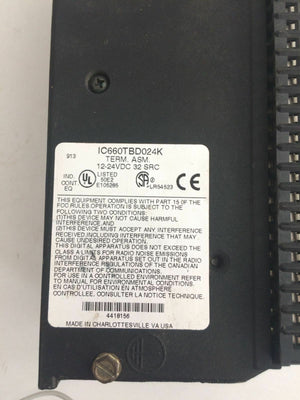 IC660TBD024K
TERM. ASM.
12-24VDC 32 SRC
913
IND.
CONT
EQ
UL
LISTED
50E2
E105285
LR54523
THIS EQUIPMENT COMPLIES WITH PART 15 OF THE
FCC RULES OPERATION IS SUBJECT TO THE
FOLLOWING TWO CONDITIONS:
(1)THIS DEVICE MAY NOT CAUSE HARMFUL
INTERFERENCE AND
(2)THIS DEVICE MUST ACCEPT ANY INTERFERENCE
RECEIVED,INCLUDING INTERFERENCE THAT MAY
CAUSE UNDESIRED OPERATION.
THIS DIGITAL APPARATUS DOES NOT EXCEED THE
CLASS A LIMITS FOR RADIO NOISE EMISSIONS
FROM DIGITAL APPARATUS SET OUT IN THE RADIO
INTERFERENCE REGULATIONS OF THE CANADIAN
DEPARTMENT OF COMMUNICATIONS.
FOR USE IN A CONTROLLED ENVIRONMENT REFER
TO MANUAL FOR ENVIRONMENTAL CONDITIONS
EN CAS D'UTILISATION EN ATMOSPHERE
CONTROLLEE, CONSULTER LA NOTICE TECHNIQUE.
4418156
MADE IN CHARLOTTESVILLE VA USA